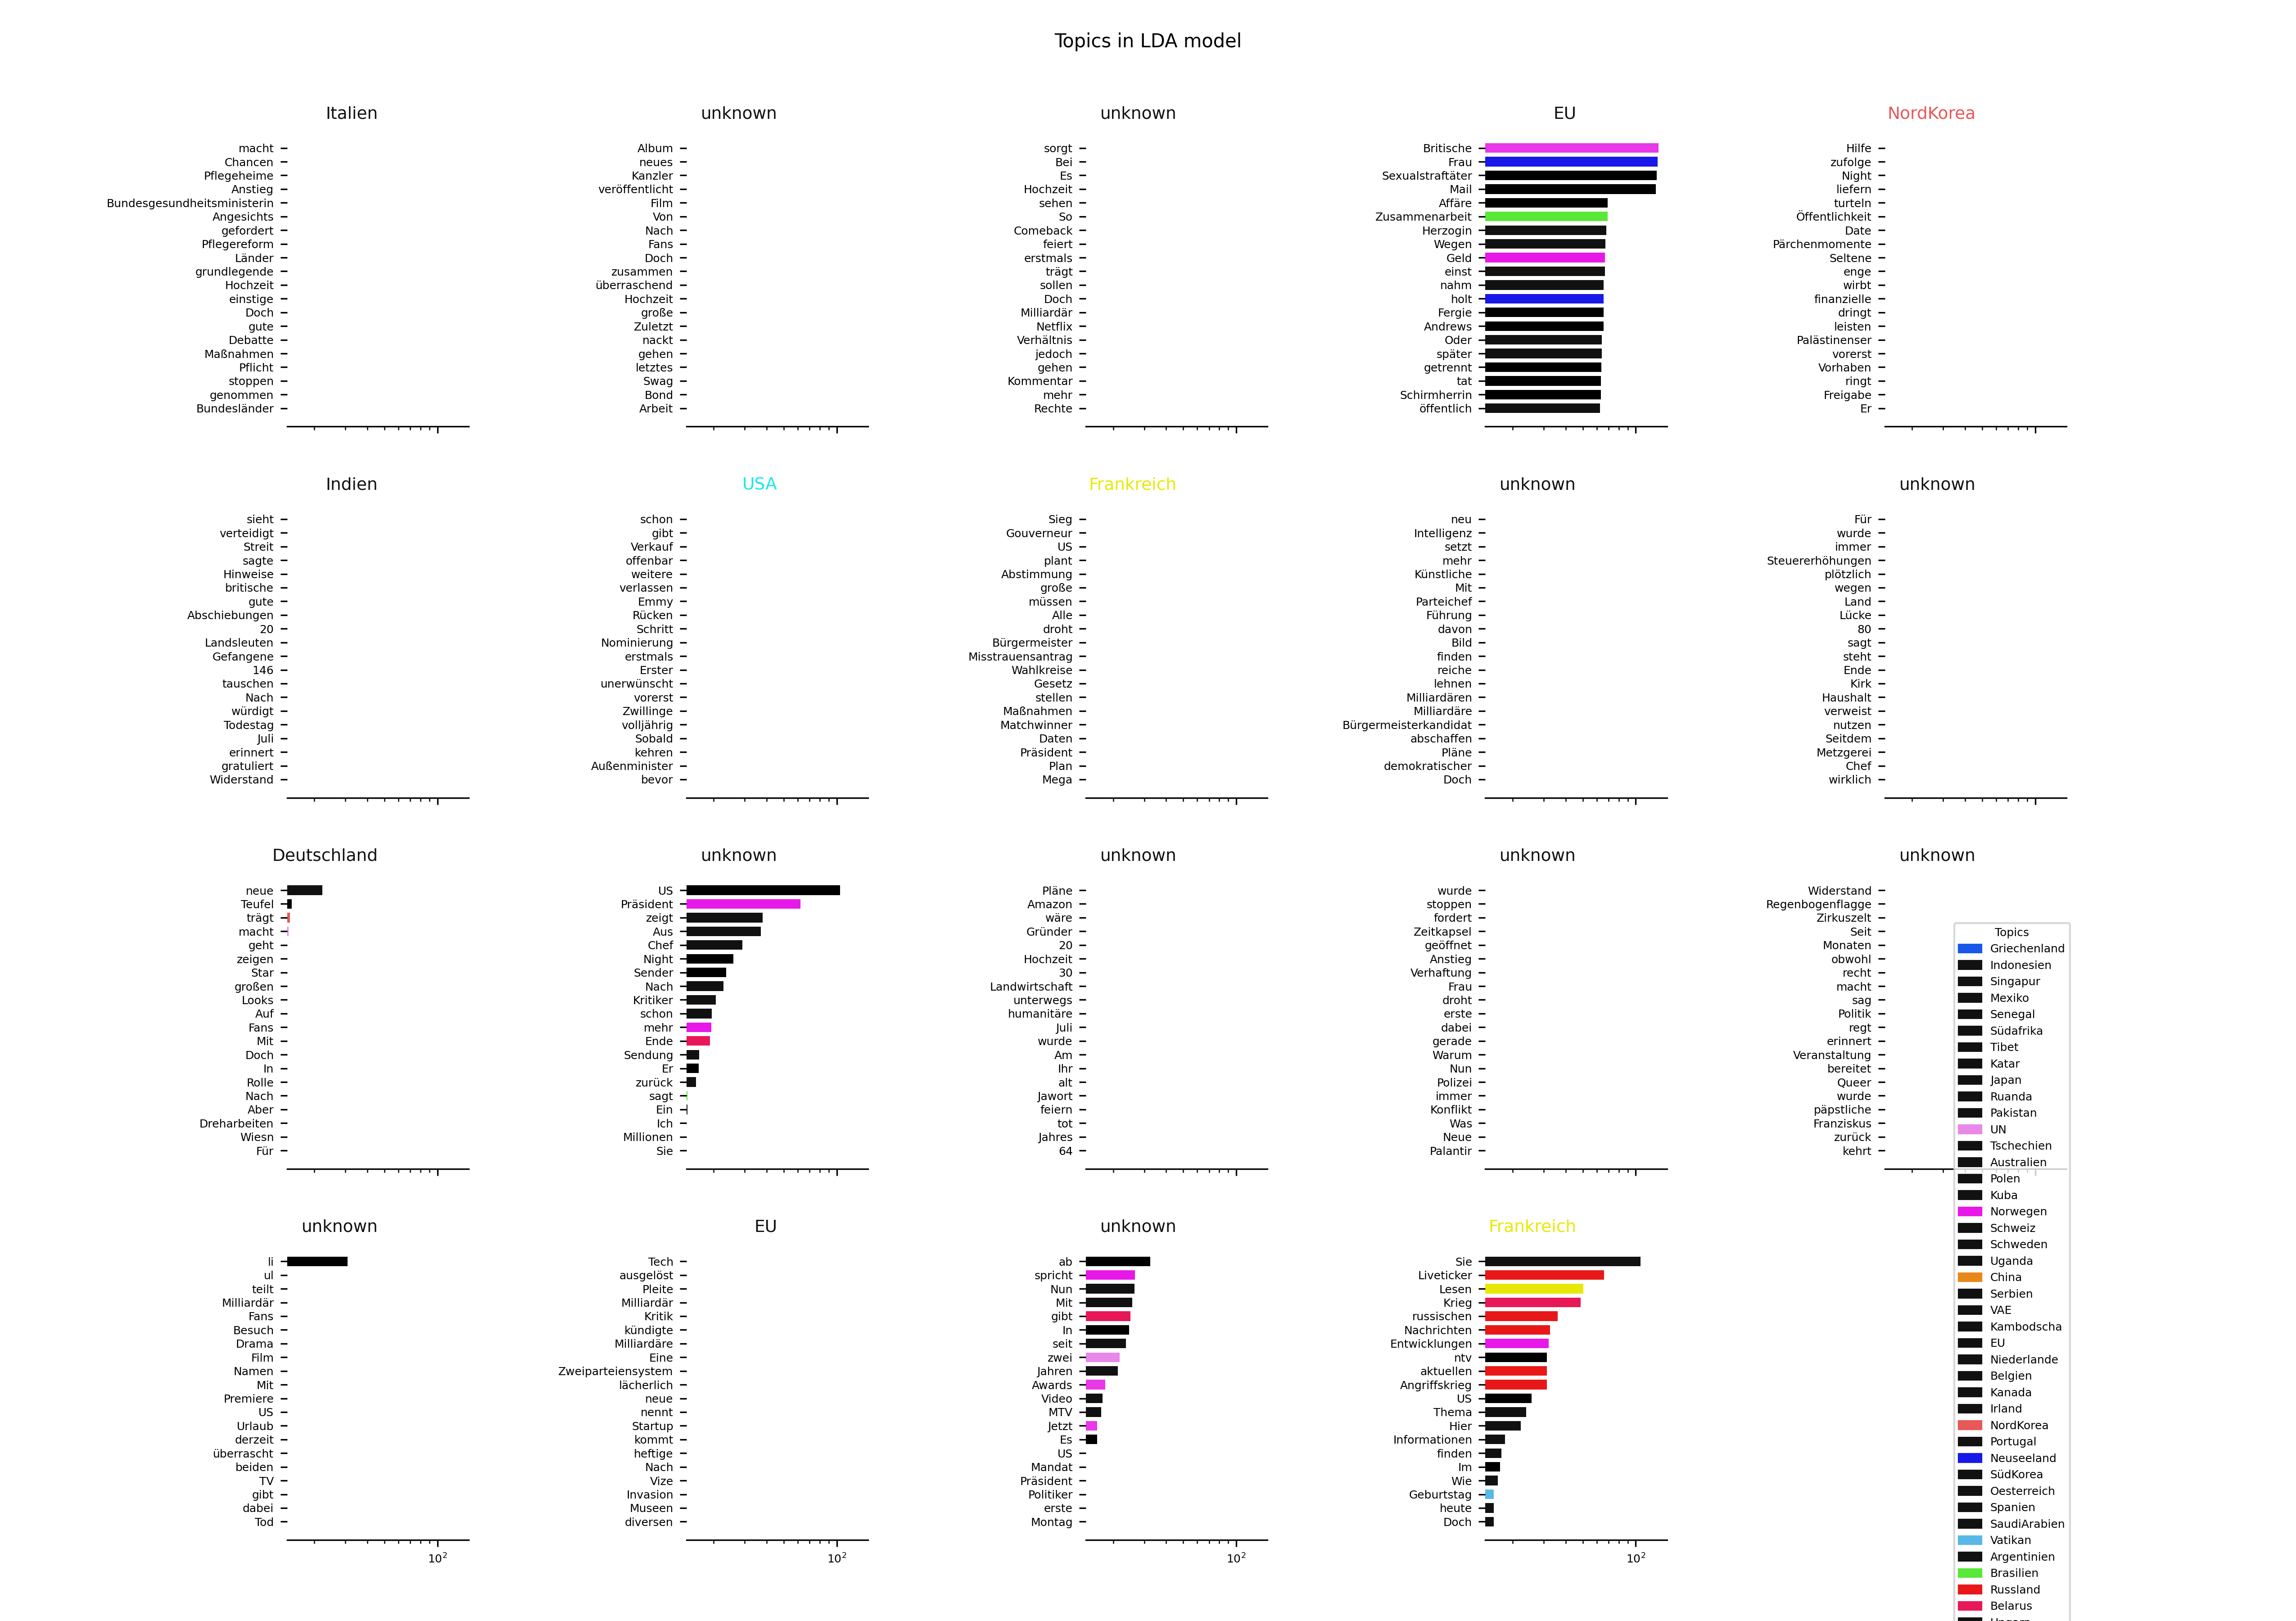 Topics in LDA model
Italien
macht
Chancen
Pflegeheime
Anstieg
Bundesgesundheitsministerin
Angesichts
gefordert
Pflegereform
Länder
grundlegende
Hochzeit
einstige
Doch
gute
Debatte
Maßnahmen
Pflicht
stoppen
genommen
Bundesländer
unknown
Album
neues
Kanzler
veröffentlicht
Film
Von
Nach
Fans
Doch
zusammen
überraschend
Hochzeit
große
Zuletzt
nackt
gehen
letztes
Swag
Bond
Arbeit
unknown
sorgt
Bei
Es
Hochzeit
sehen
So
Comeback
feiert
erstmals
trägt
sollen
Doch
Milliardär
Netflix
Verhältnis
jedoch
gehen
Kommentar
mehr
Rechte
EU
Britische
Frau
Sexualstraftäter
Mail
Affäre
Zusammenarbeit
Herzogin
Wegen
Geld
einst
nahm
holt
Fergie
Andrews
Oder
später
getrennt
tat
Schirmherrin
öffentlich
NordKorea
Hilfe
zufolge
Night
liefern
turteln
Öffentlichkeit
Date
Pärchenmomente
Seltene
enge
wirbt
finanzielle
dringt
leisten
Palästinenser
vorerst
Vorhaben
ringt
Freigabe
Er
Indien
sieht
verteidigt
Streit
sagte
Hinweise
britische
gute
Abschiebungen
20
Landsleuten
Gefangene
146
tauschen
Nach
würdigt
Todestag
Juli
erinnert
gratuliert
Widerstand
USA
schon
gibt
Verkauf
offenbar
weitere
verlassen
Emmy
Rücken
Schritt
Nominierung
erstmals
Erster
unerwünscht
vorerst
Zwillinge
volljährig
Sobald
kehren
Außenminister
bevor
Frankreich
Sieg
Gouverneur
US
plant
Abstimmung
große
müssen
Alle
droht
Bürgermeister
Misstrauensantrag
Wahlkreise
Gesetz
stellen
Maßnahmen
Matchwinner
Daten
Präsident
Plan
Mega
unknown
neu
Intelligenz
setzt
mehr
Künstliche
Mit
Parteichef
Führung
davon
Bild
finden
reiche
lehnen
Milliardären
Milliardäre
Bürgermeisterkandidat
abschaffen
Pläne
demokratischer
Doch
unknown
Für
wurde
immer
Steuererhöhungen
plötzlich
wegen
Land
Lücke
80
sagt
steht
Ende
Kirk
Haushalt
verweist
nutzen
Seitdem
Metzgerei
Chef
wirklich
Deutschland
neue
Teufel
trägt
macht
geht
zeigen
Star
großen
Looks
Auf
Fans
Mit
Doch
In
Rolle
Nach
Aber
Dreharbeiten
Wiesn
Für
unknown
US
Präsident
zeigt
Aus
Chef
Night
Sender
Nach
Kritiker
schon
mehr
Ende
Sendung
Er
zurück
sagt
Ein
Ich
Millionen
Sie
unknown
Pläne
Amazon
wäre
Gründer
20
Hochzeit
30
Landwirtschaft
unterwegs
humanitäre
Juli
wurde
Am
Ihr
alt
Jawort
feiern
tot
Jahres
64
unknown
wurde
stoppen
fordert
Zeitkapsel
geöffnet
Anstieg
Verhaftung
Frau
droht
erste
dabei
gerade
Warum
Nun
Polizei
immer
Konflikt
Was
Neue
Palantir
unknown
Widerstand
Regenbogenflagge
Zirkuszelt
Seit
Monaten
obwohl
recht
macht
sag
Politik
regt
erinnert
Veranstaltung
bereitet
Queer
wurde
päpstliche
Franziskus
zurück
kehrt
unknown
li
ul
teilt
Milliardär
Fans
Besuch
Drama
Film
Namen
Mit
Premiere
US
Urlaub
derzeit
überrascht
beiden
TV
gibt
dabei
Tod
10²
EU
Tech
ausgelöst
Pleite
Milliardär
Kritik
kündigte
Milliardäre
Eine
Zweiparteiensystem
lächerlich
neue
nennt
Startup
kommt
heftige
Nach
Vize
Invasion
Museen
diversen
10²
unknown
ab
spricht
Nun
Mit
gibt
In
seit
zwei
Jahren
Awards
Video
MTV
Jetzt
Es
US
Mandat
Präsident
Politiker
erste
Montag
10²
Frankreich
Sie
Liveticker
Lesen
Krieg
russischen
Nachrichten
Entwicklungen
ntv
aktuellen
Angriffskrieg
US
Thema
Hier
Informationen
finden
Im
Wie
Geburtstag
heute
Doch
10²
Topics
Griechenland
Indonesien
Singapur
Mexiko
Senegal
Südafrika
Tibet
Katar
Japan
Ruanda
Pakistan
UN
Tschechien
Australien
Polen
Kuba
Norwegen
Schweiz
Schweden
Uganda
China
Serbien
VAE
Kambodscha
EU
Niederlande
Belgien
Kanada
Irland
NordKorea
Portugal
Neuseeland
SüdKorea
Oesterreich
Spanien
SaudiArabien
Vatikan
Argentinien
Brasilien
Russland
Belarus